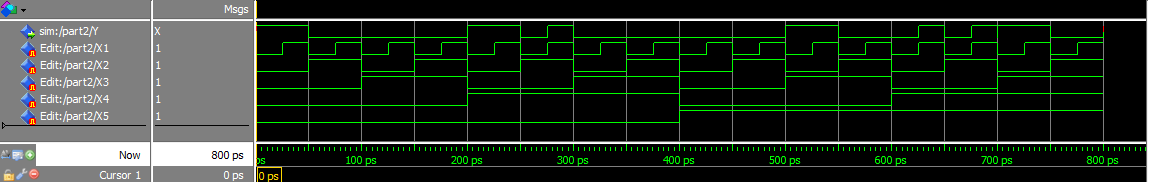 Msgs
sim:/part2/Y X
Edit:/part2/X1 1
Edit:/part2/X2 1
Edit:/part2/X3 1
Edit:/part2/X4 1
Edit:/part2/X5 1
Now 800 ps ps 100 ps 200 ps 300 ps 400 ps 500 ps 600 ps 700 ps 800 ps
Cursor 1 0 ps 0 ps